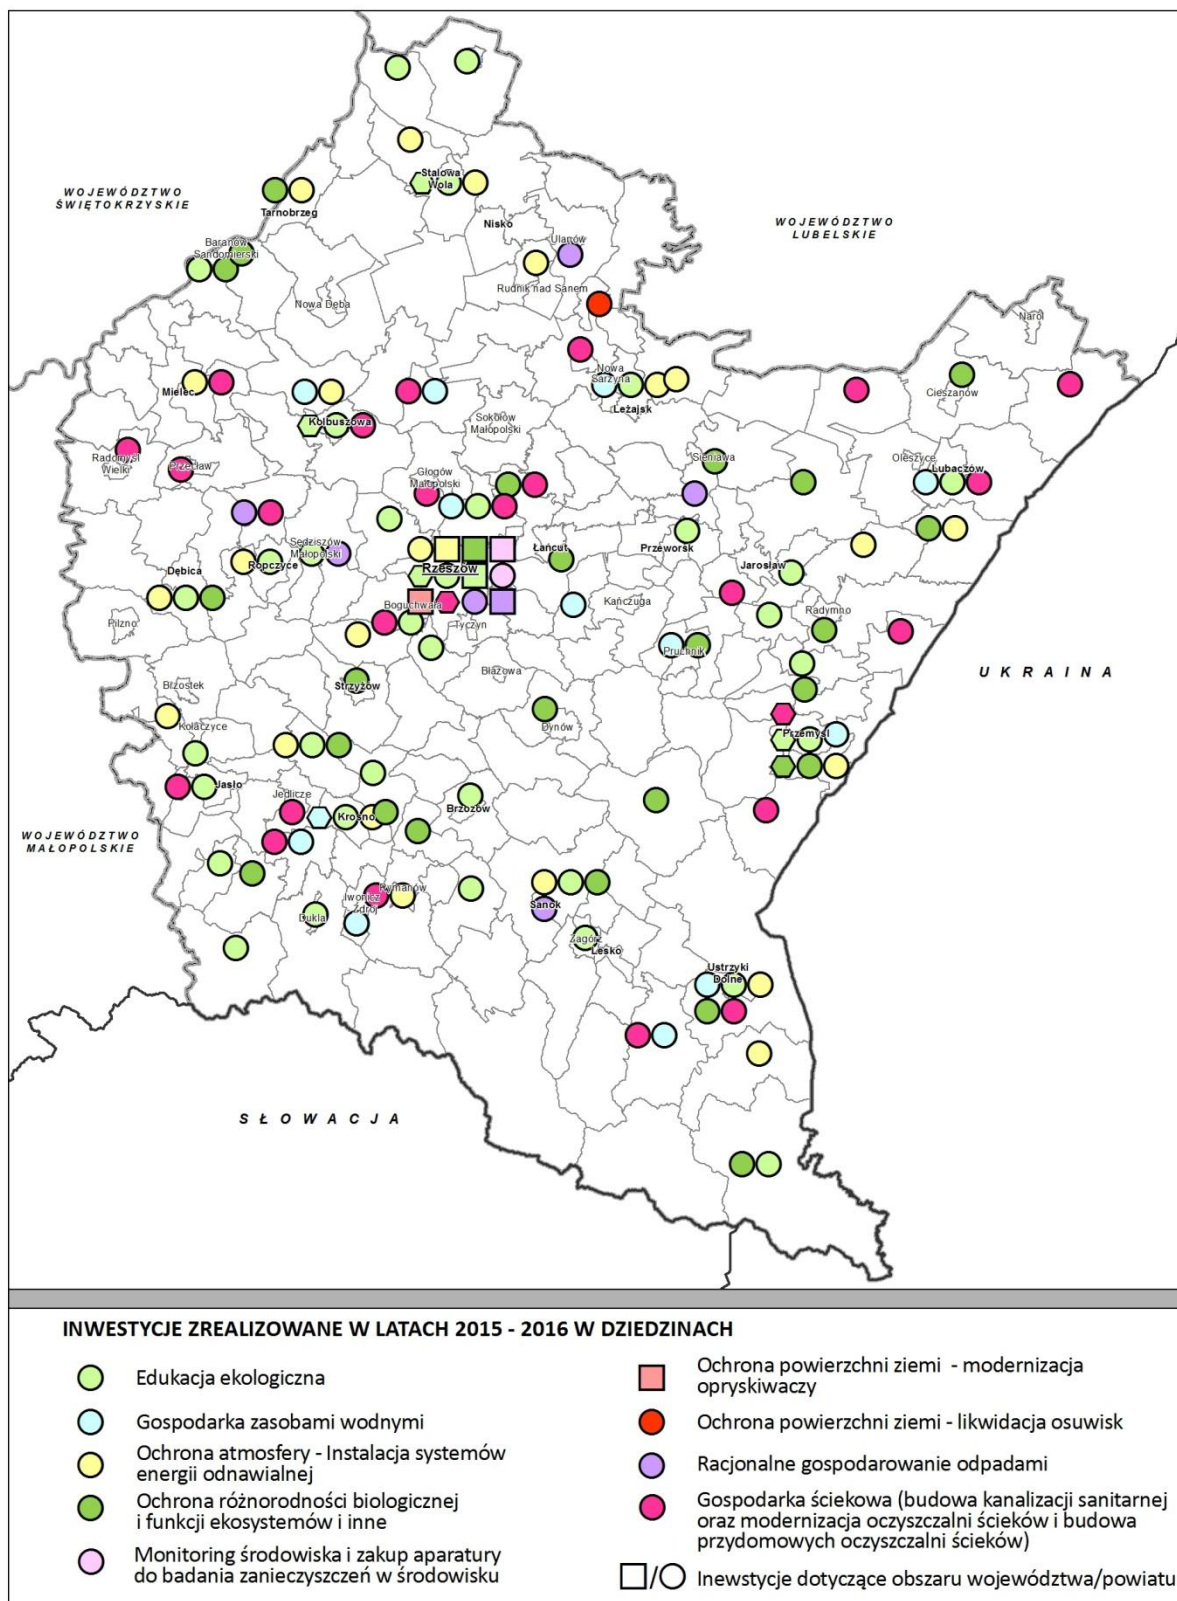 WOJEWÓDZTWO
ŚWIĘTOKRZYSKIE
Stalowa
Wola
Tarnobrzeg
WOJEWÓDZTWO
LUBELSKIE
Nisko
Ulanów
Baranów
Sandomierski
Rudnik nad Sanem
Nowa Dęba
Narol
Nowa
Sarzyna
Mielec
Cieszanów
Leżajsk
Kolbuszowa
Sokołów
Małopolski
Radomyśl
Wielki
Przecław
Sieniawa
Oleszyce
Lubaczów
Głogów
Małopolski
Sędziszów
Małopolski
Łańcut
Przeworsk
Ropczyce
Dębica
Rzeszów
Jarosław
Kańczuga
Radymno
Boguchwała
Tyczyn
Pilzno
Pruchnik
Błażowa
UKRAINA
Strzyżów
Brzostek
Kołaczyce
Dynów
Przemyśl
Jasło
Jedlicze
Brzozów
Krosno
WOJEWÓDZTWO
MAŁOPOLSKIE
Rymanów
Iwonicz
Zdrój
Dukla
Sanok
Zagórz
Lesko
Ustrzyki
Dolne
SŁOWACJA
INWESTYCJE ZREALIZOWANE W LATACH 2015 - 2016 W DZIEDZINACH
Edukacja ekologiczna
Gospodarka zasobami wodnymi
Ochrona atmosfery - Instalacja systemów
energii odnawialnej
Ochrona różnorodności biologicznej
i funkcji ekosystemów i inne
Monitoring środowiska i zakup aparatury
do badania zanieczyszczeń w środowisku
Ochrona powierzchni ziemi - modernizacja
opryskiwaczy
Ochrona powierzchni ziemi - likwidacja osuwisk
Racjonalne gospodarowanie odpadami
Gospodarka ściekowa (budowa kanalizacji sanitarnej
oraz modernizacja oczyszczalni ścieków i budowa
przydomowych oczyszczalni ścieków)
/ Inewstycje dotyczące obszaru województwa/powiatu